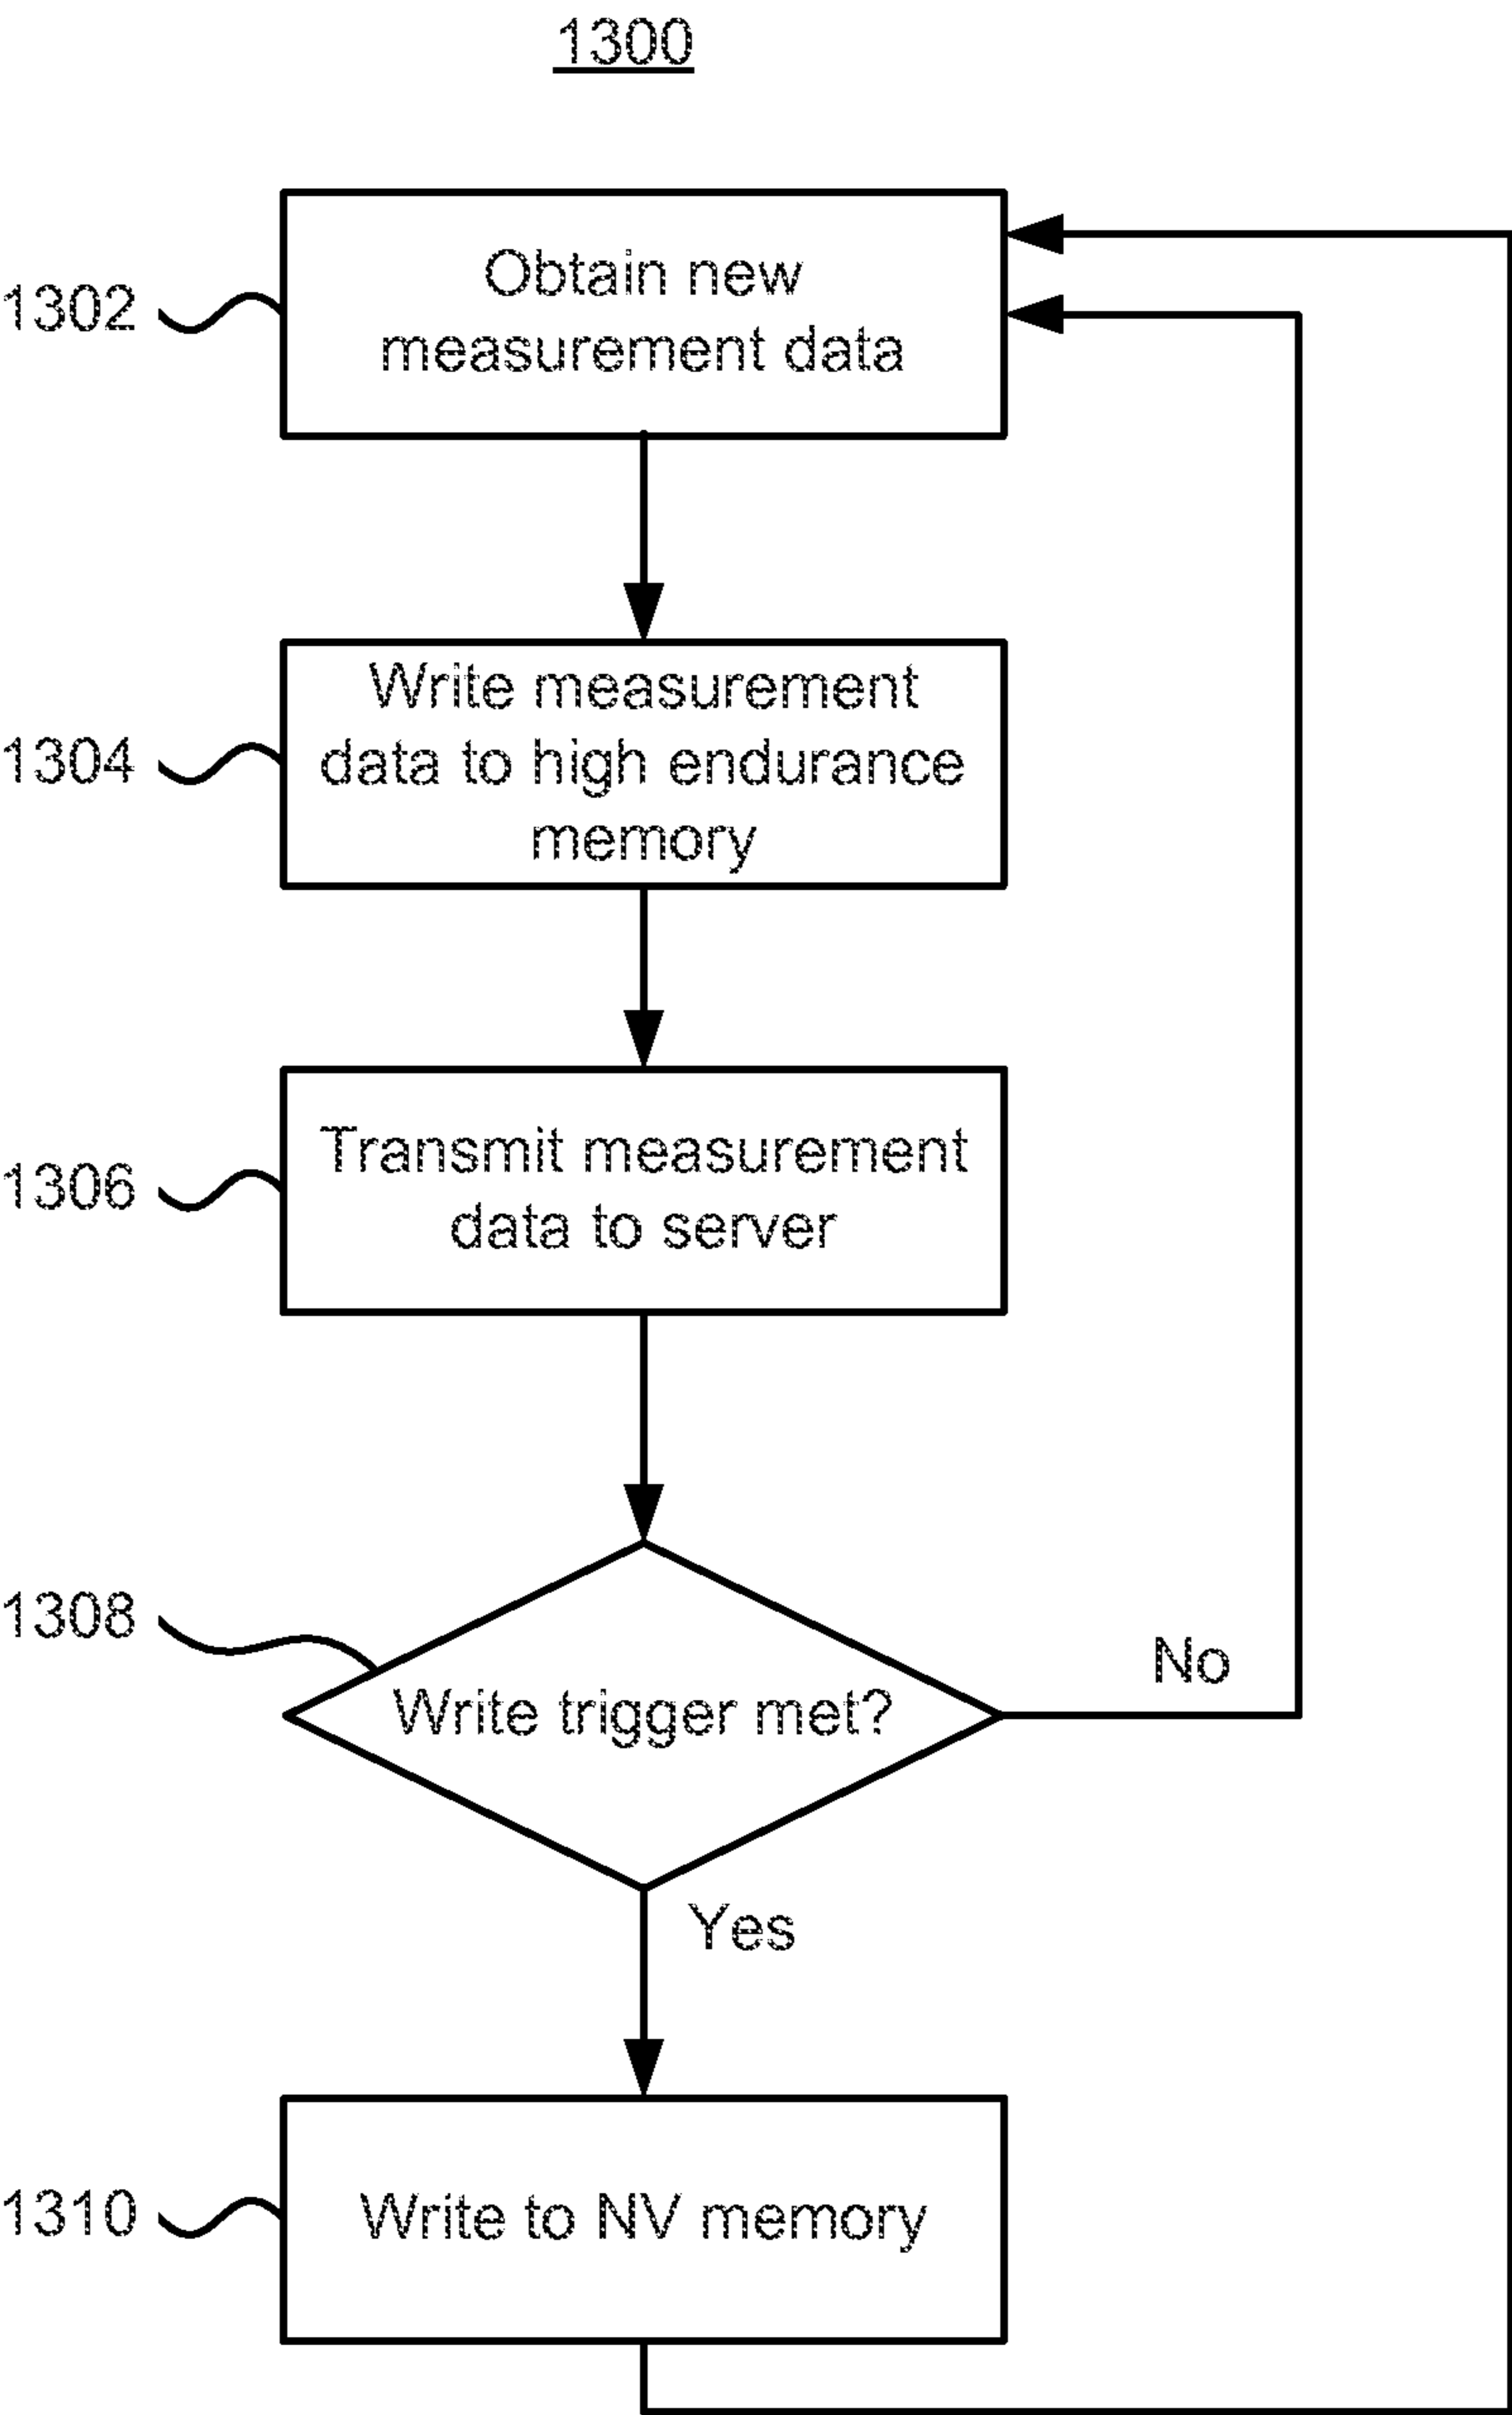 1300
1302
Obtain new
measurement data
1304
Write measurement
data to high endurance
memory
1306
Transmit measurement
data to server
1308
Write trigger met?
No
Yes
1310
Write to NV memory